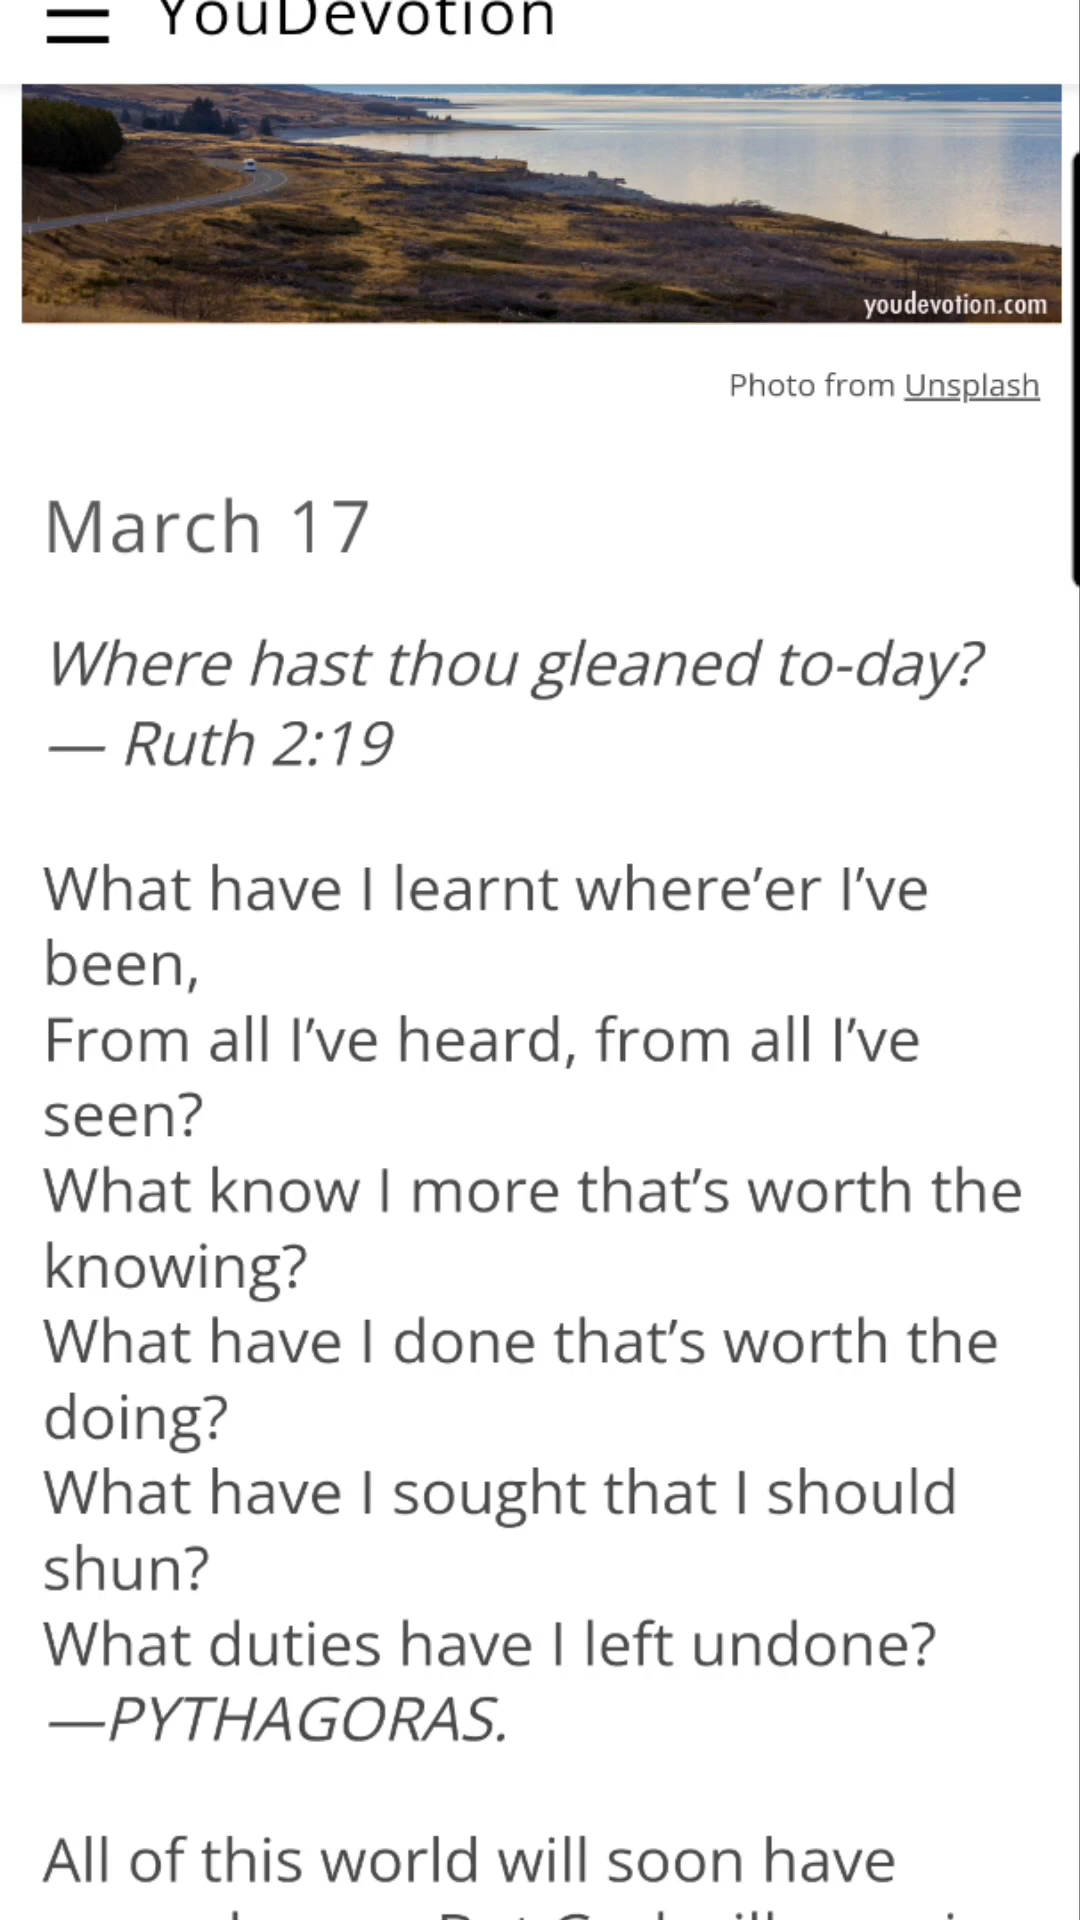 YouDevotion
youdevotion.com
Photo from Unsplash
March 17
Where hast thou gleaned to-day?
— Ruth 2:19
What have I learnt where’er I’ve
been,
From all I’ve heard, from all I’ve
seen?
What know I more that’s worth the
knowing?
What have I done that’s worth the
doing?
What have I sought that I should
shun?
What duties have I left undone?
—PYTHAGORAS.
All of this world will soon have